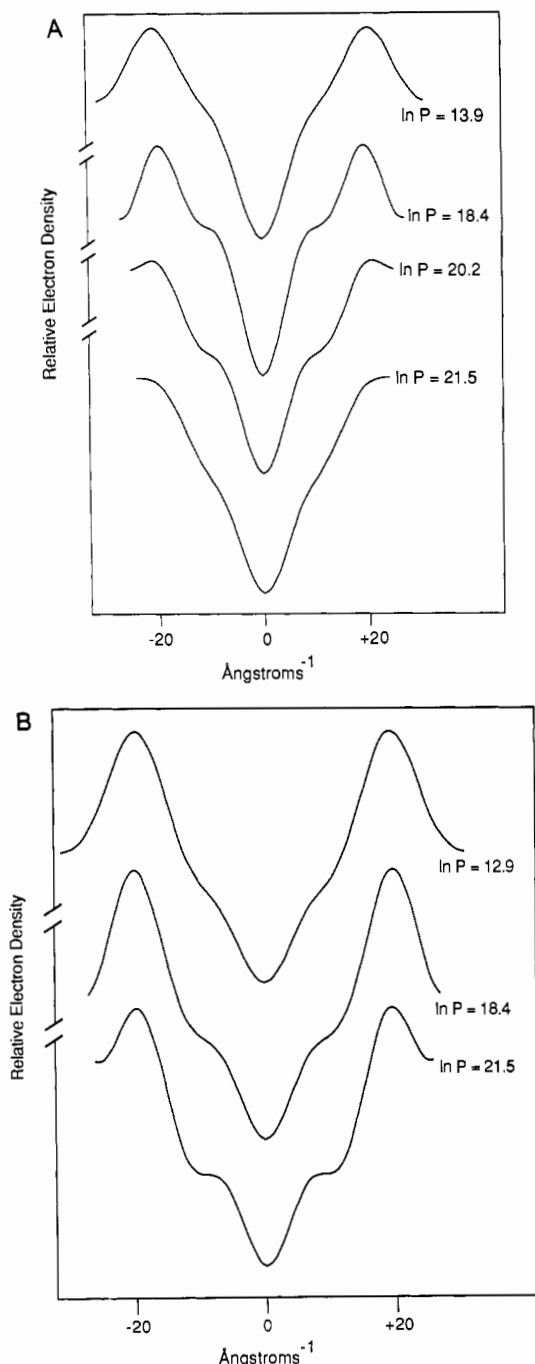 A
ln P = 13.9
ln P = 18.4
ln P = 20.2
ln P = 21.5
Relative Electron Density
-20 0 +20
Ångstroms-1
B
ln P = 12.9
ln P = 18.4
ln P = 21.5
Relative Electron Density
-20 0 +20
Ångstroms-1